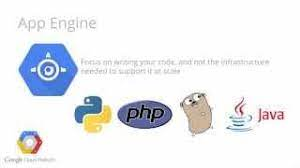 App Engine
Focus on writing your code, and not the infrastructure
needed to support it at scale
php
Java
Google Cloud Platform